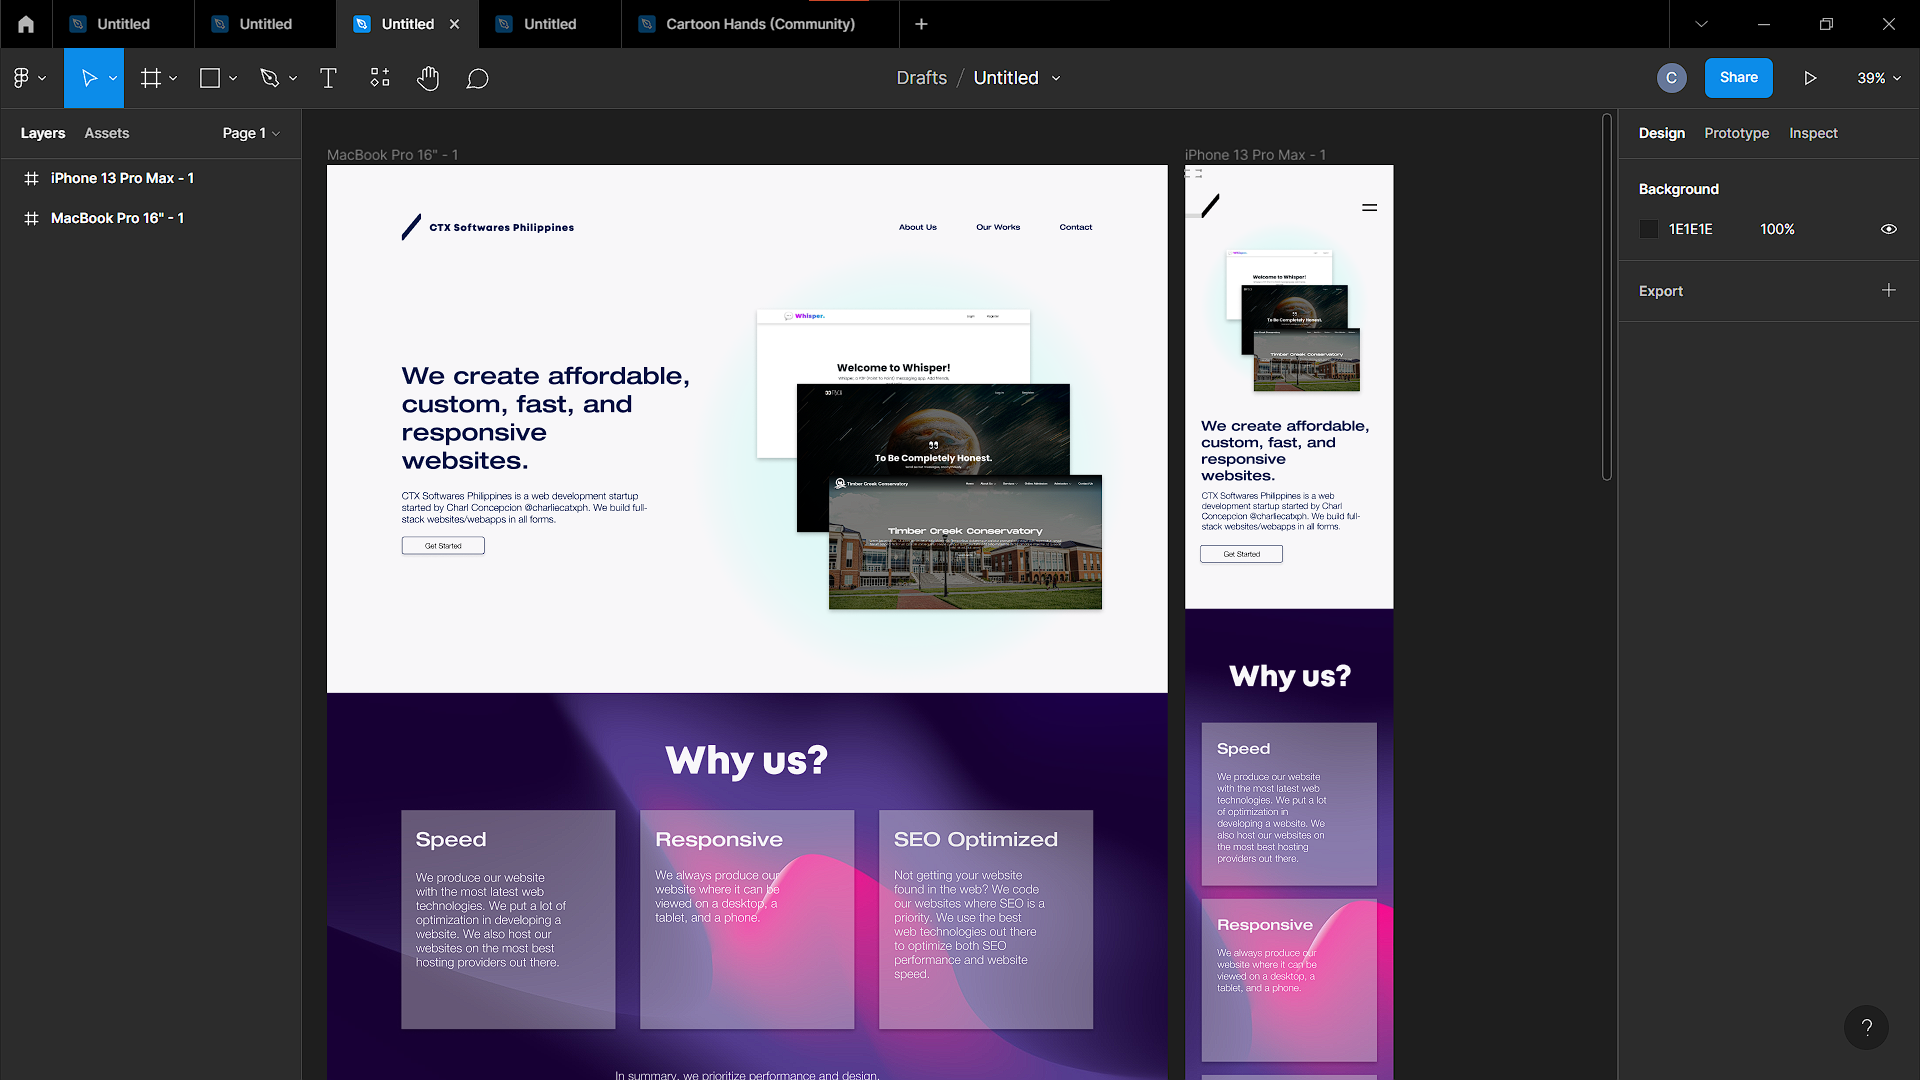 Untitled
Untitled
Untitled
Untitled
Cartoon Hands (Community)
Drafts / Untitled
C
Share
39%
Layers
Assets
Page 1
iPhone 13 Pro Max - 1
MacBook Pro 16" - 1
Design
Prototype
Inspect
Background
1E1E1E
100%
Export
?
MacBook Pro 16" - 1
CTX Softwares Philippines
About Us
Our Works
Contact
We create affordable,
custom, fast, and
responsive
websites.
CTX Softwares Philippines is a web development startup
started by Charl Concepcion @charliecatxph. We build full-
stack websites/webapps in all forms.
Get Started
Whisper.
Login
Register
Welcome to Whisper!
To Be Completely Honest.
Timber Creek Conservatory
Home
About Us
Services
Online Admission
Admission
Contact Us
Timber Creek Conservatory
Why us?
Speed
We produce our website
with the most latest web
technologies. We put a lot of
optimization in developing a
website. We also host our
websites on the most best
hosting providers out there.
Responsive
We always produce our
website where it can be
viewed on a desktop, a
tablet, and a phone.
SEO Optimized
Not getting your website
found in the web? We code
our websites where SEO is a
priority. We use the best
web technologies out there
to optimize both SEO
performance and website
speed.
In summary, we prioritize performance and design.
iPhone 13 Pro Max - 1
Welcome to Whisper!
To Be Completely Honest.
Timber Creek Conservatory
We create affordable,
custom, fast, and
responsive
websites.
CTX Softwares Philippines is a web
development startup started by Charl
Concepcion @charliecatxph. We build full-
stack websites/webapps in all forms.
Get Started
Why us?
Speed
We produce our website
with the most latest web
technologies. We put a lot
of optimization in
developing a website. We
also host our websites on
the most best hosting
providers out there.
Responsive
We always produce our
website where it can be
viewed on a desktop, a
tablet, and a phone.